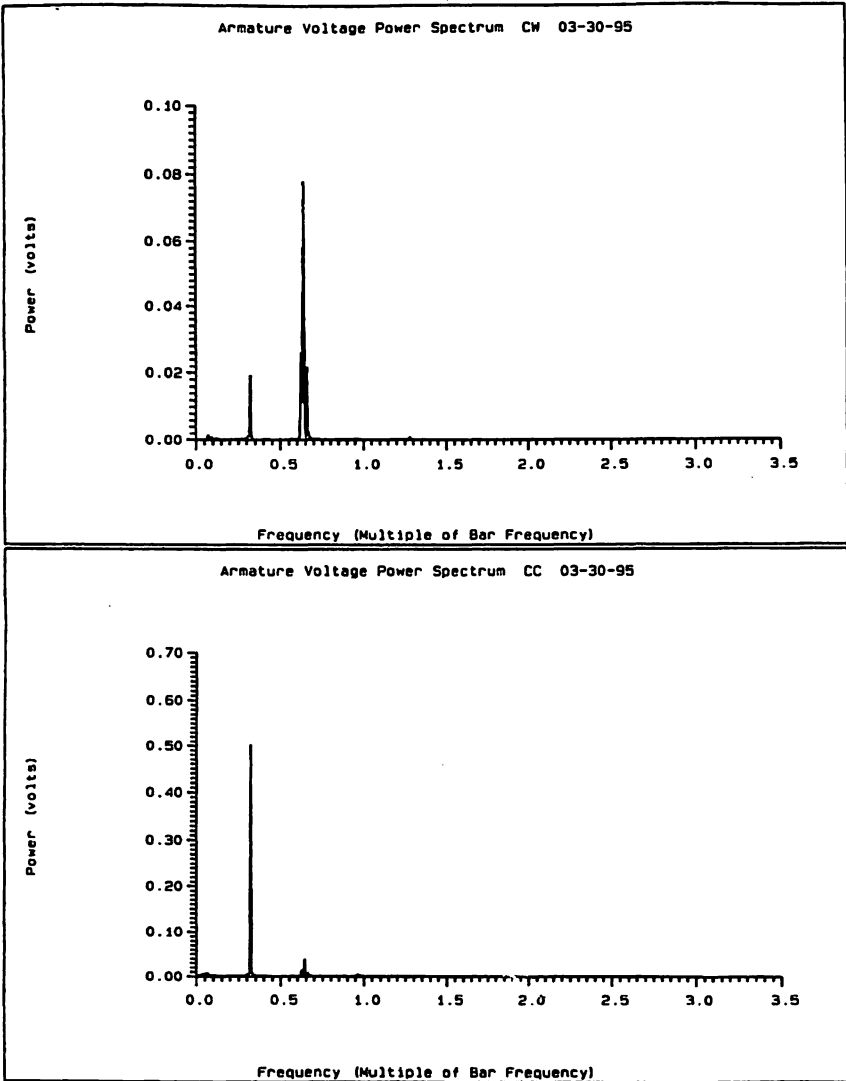 Armature Voltage Power Spectrum CW 03-30-95
0.10
0.08
0.06
0.04
0.02
0.00
Power (volts)
0.0 0.5 1.0 1.5 2.0 2.5 3.0 3.5
Frequency (Multiple of Bar Frequency)
Armature Voltage Power Spectrum CC 03-30-95
0.70
0.60
0.50
0.40
0.30
0.20
0.10
0.00
Power (volts)
0.0 0.5 1.0 1.5 2.0 2.5 3.0 3.5
Frequency (Multiple of Bar Frequency)